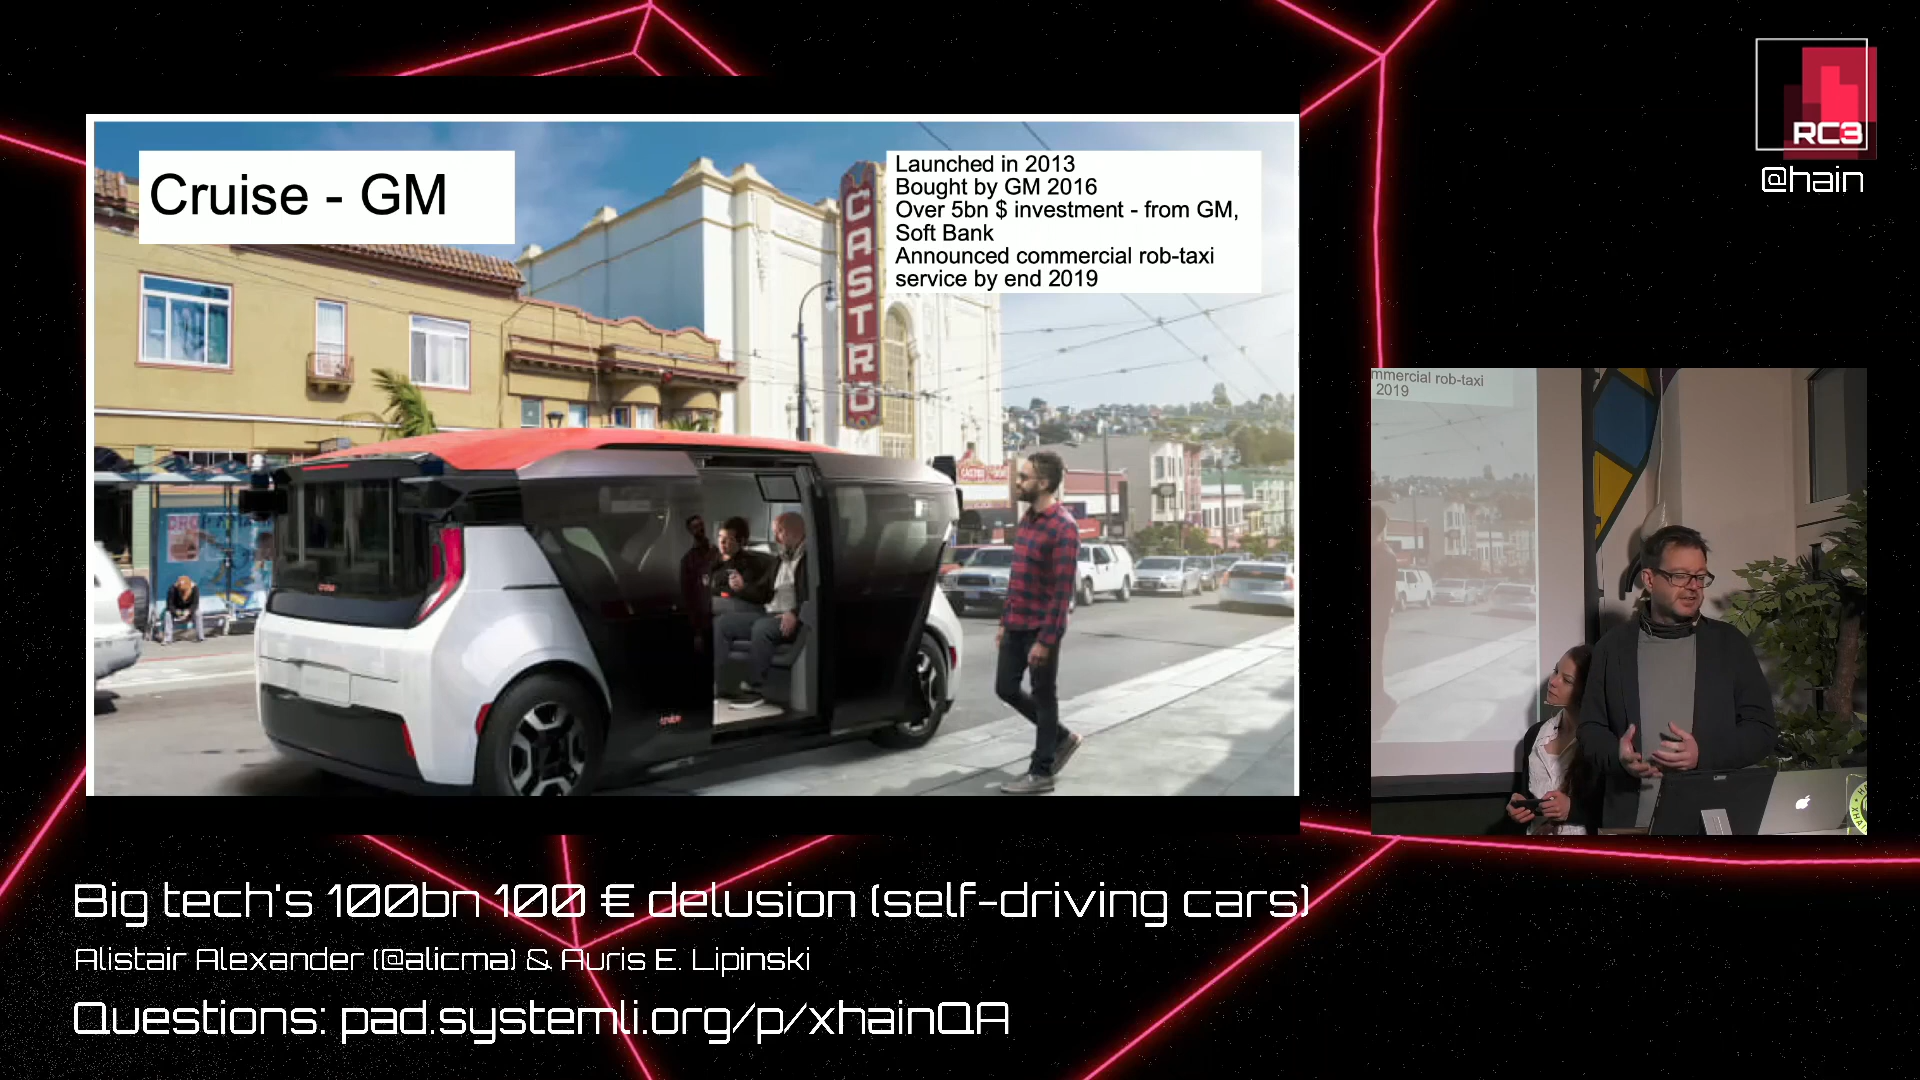 RC3
@hain
Cruise - GM
Launched in 2013
Bought by GM 2016
Over 5bn $ investment - from GM,
Soft Bank
Announced commercial rob-taxi
service by end 2019
CASTRO
cruise
cruise
mmercial rob-taxi
2019
Big tech's 100bn 100 € delusion (self-driving cars)
Alistair Alexander (@alicma) & Auris E. Lipinski
Questions: pad.systemli.org/p/xhainQA